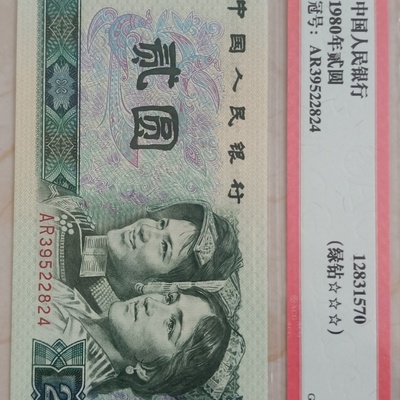 中国人民银行
贰圆
AR39522824
2
中国人民银行
1980年贰圆
冠号: AR39522824
12831570
(绿钻☆☆☆)
G